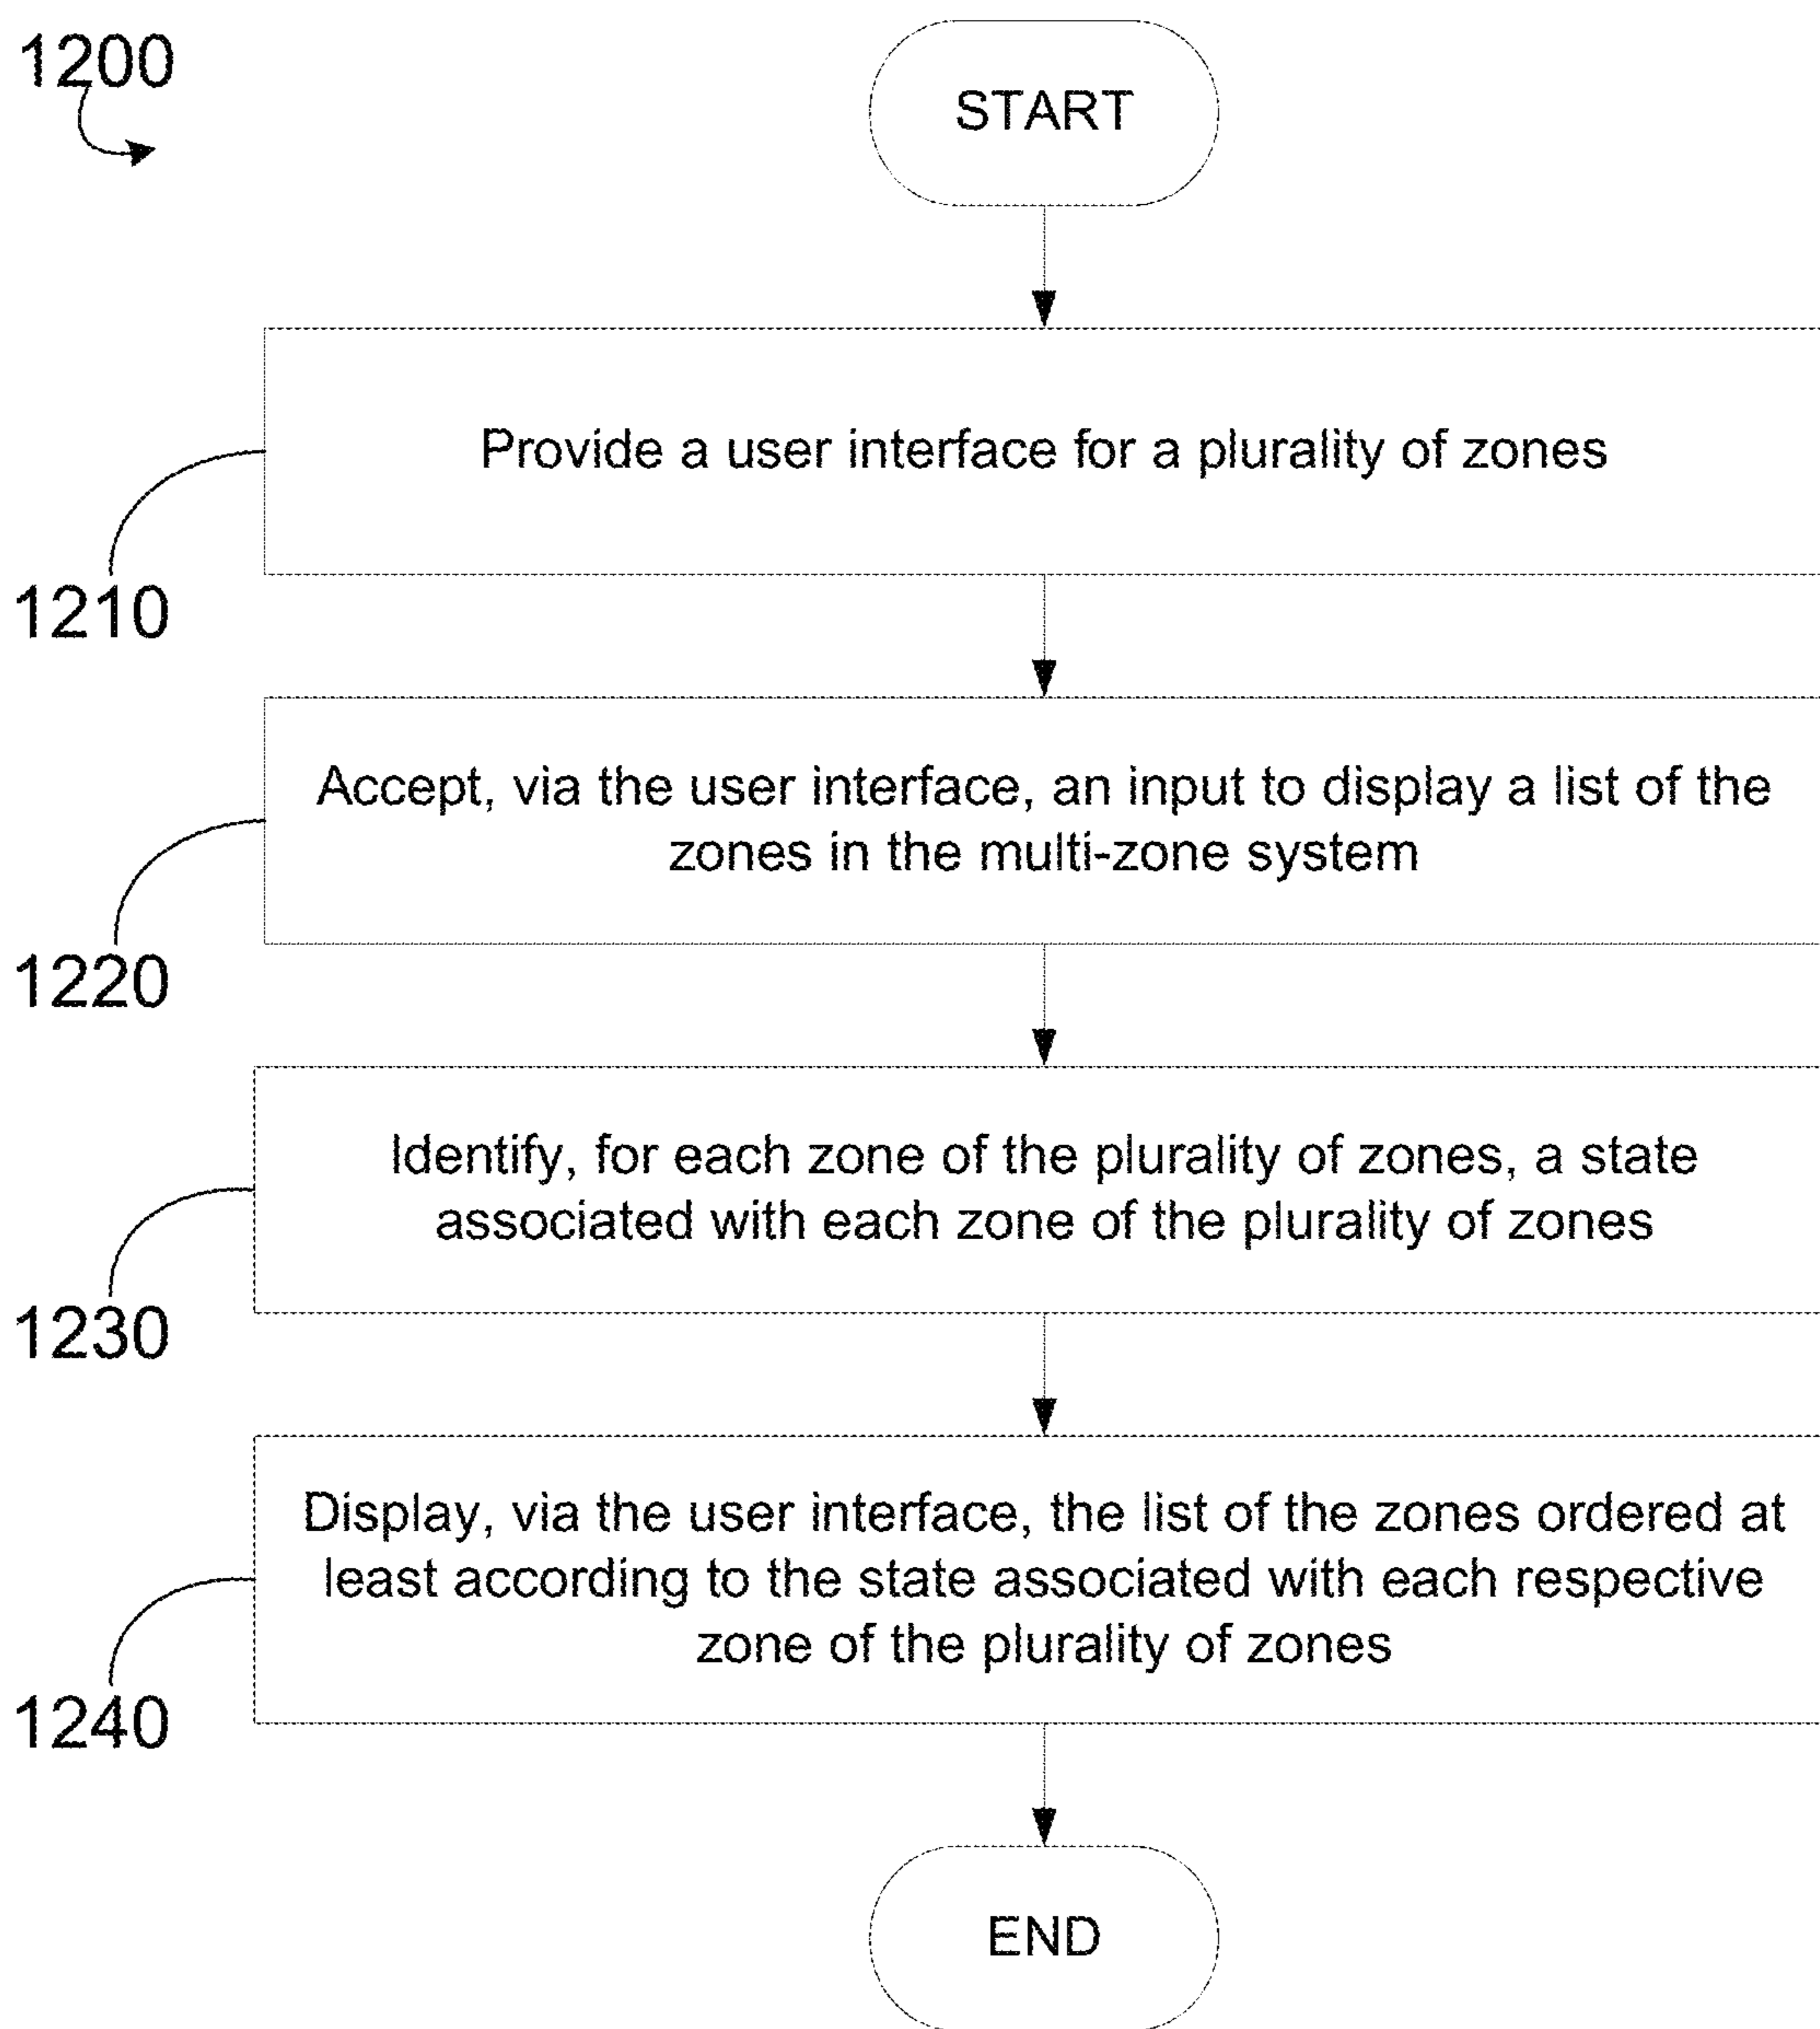 1200
START
Provide a user interface for a plurality of zones
1210
Accept, via the user interface, an input to display a list of the
zones in the multi-zone system
1220
Identify, for each zone of the plurality of zones, a state
associated with each zone of the plurality of zones
1230
Display, via the user interface, the list of the zones ordered at
least according to the state associated with each respective
zone of the plurality of zones
1240
END